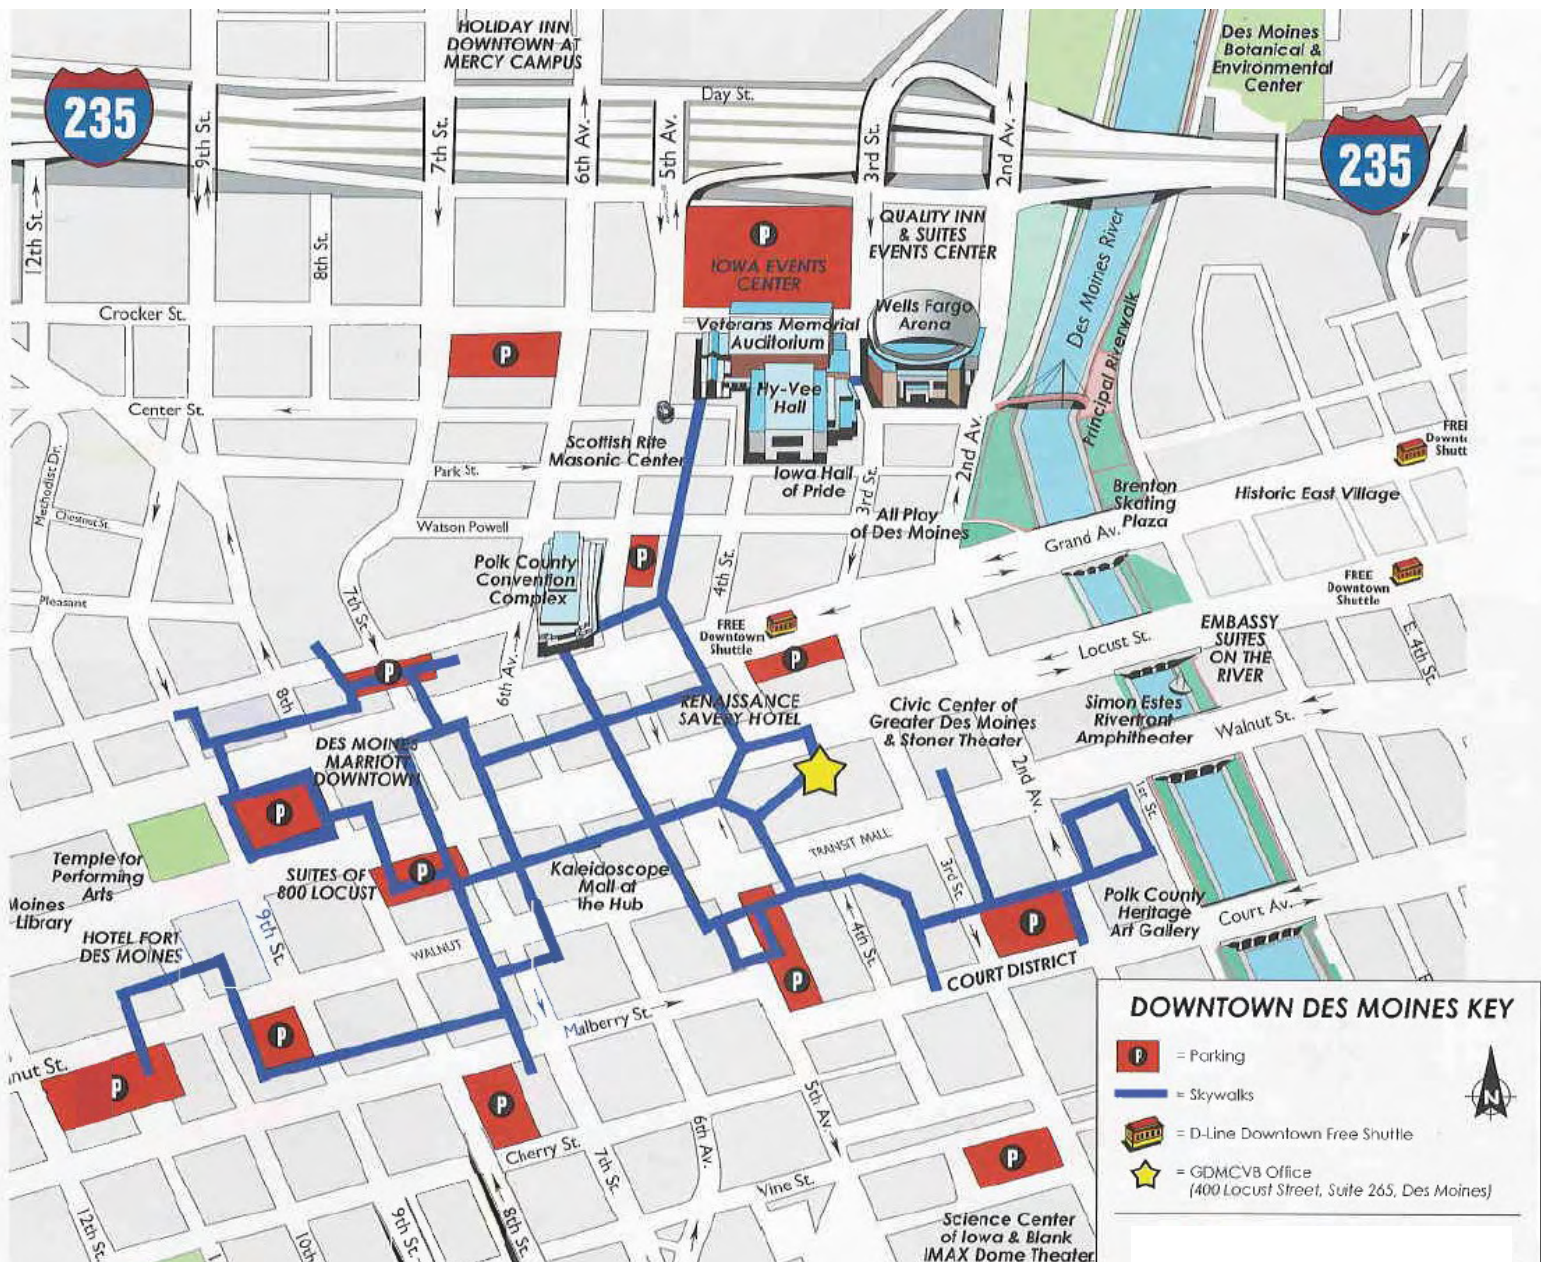 HOLIDAY INN
DOWNTOWN AT
MERCY CAMPUS
Des Moines
Botanical &
Environmental
Center
235
235
Day St.
9th St.
7th St.
6th Av.
5th Av.
3rd St.
2nd Av.
12th St.
8th St.
P
IOWA EVENTS
CENTER
QUALITY INN
& SUITES
EVENTS CENTER
Des Moines River
Principal Riverwalk
Crocker St.
Veterans Memorial
Auditorium
Wells Fargo
Arena
P
Hy-Vee
Hall
Center St.
Scottish Rite
Masonic Center
Park St.
Iowa Hall
of Pride
3rd St.
2nd Av.
Methodist Dr.
Chestnut St.
Pleasant
Watson Powell
All Play
of Des Moines
Brenton
Skating
Plaza
Historic East Village
FREE
Downto
Shutt
Grand Av.
Polk County
Convention
Complex
P
4th St.
7th St.
FREE
Downtown
Shuttle
FREE
Downtown
Shuttle
P
P
Locust St.
EMBASSY
SUITES
ON THE
RIVER
E. 4th St.
6th Av.
8th
RENAISSANCE
SAVERY HOTEL
Civic Center of
Greater Des Moines
& Stoner Theater
Simon Estes
Riverfront
Amphitheater
Walnut St.
DES MOINES
MARRIOTT
DOWNTOWN
P
2nd Av.
1st St.
TRANSIT MALL
Temple for
Performing
Arts
SUITES OF
800 LOCUST
P
Kaleidoscope
Mall at
the Hub
3rd St.
Polk County
Heritage
Art Gallery
Court Av.
Moines
Library
HOTEL FORT
DES MOINES
9th St.
WALNUT
4th St.
P
P
COURT DISTRICT
P
Mulberry St.
nut St.
P
P
5th Av.
6th Av.
Cherry St.
7th St.
Vine St.
P
12th St.
10th
9th St.
8th St.
Science Center
of Iowa & Blank
IMAX Dome Theater
DOWNTOWN DES MOINES KEY
P = Parking
= Skywalks
= D-Line Downtown Free Shuttle
= GDMCVB Office
(400 Locust Street, Suite 265, Des Moines)
N